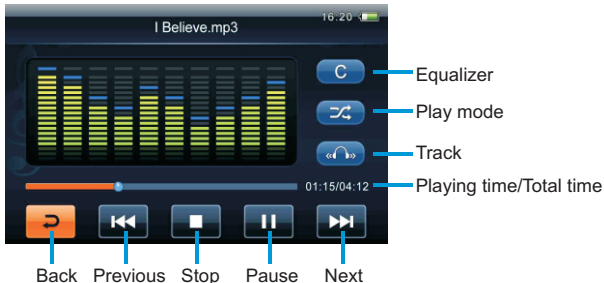 16:20
I Believe.mp3
C
Equalizer
Play mode
Track
01:15/04:12
Playing time/Total time
Back Previous Stop Pause Next